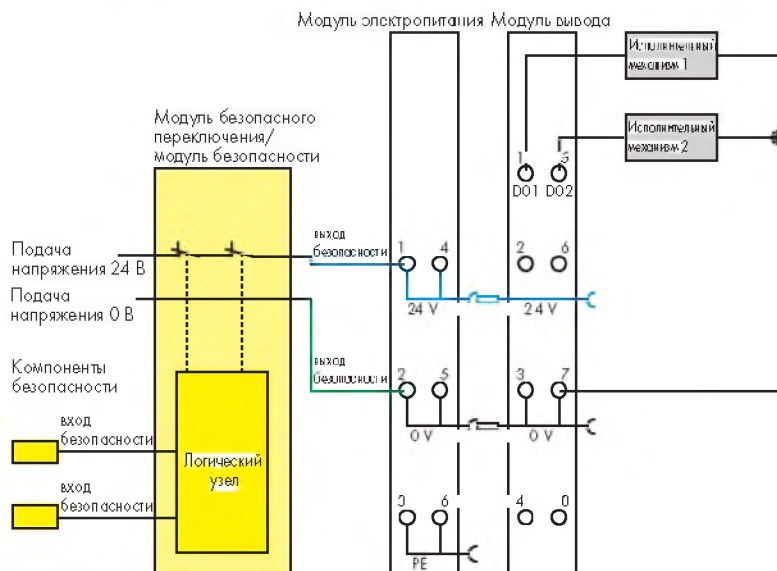 Модуль электропитания Модуль вывода
Исполнительный
механизм 1
Исполнительный
механизм 2
Модуль безопасного
переключения/
модуль безопасности
1 5
DO1 DO2
выход
безопасности
1 4
2 6
Подача
напряжения 24 В
24 V
24 V
Подача
напряжения 0 В
выход
безопасности
2 5
3 7
Компоненты
безопасности
вход
безопасности
0 V
0 V
Логический
узел
вход
безопасности
3 6
4 0
PE